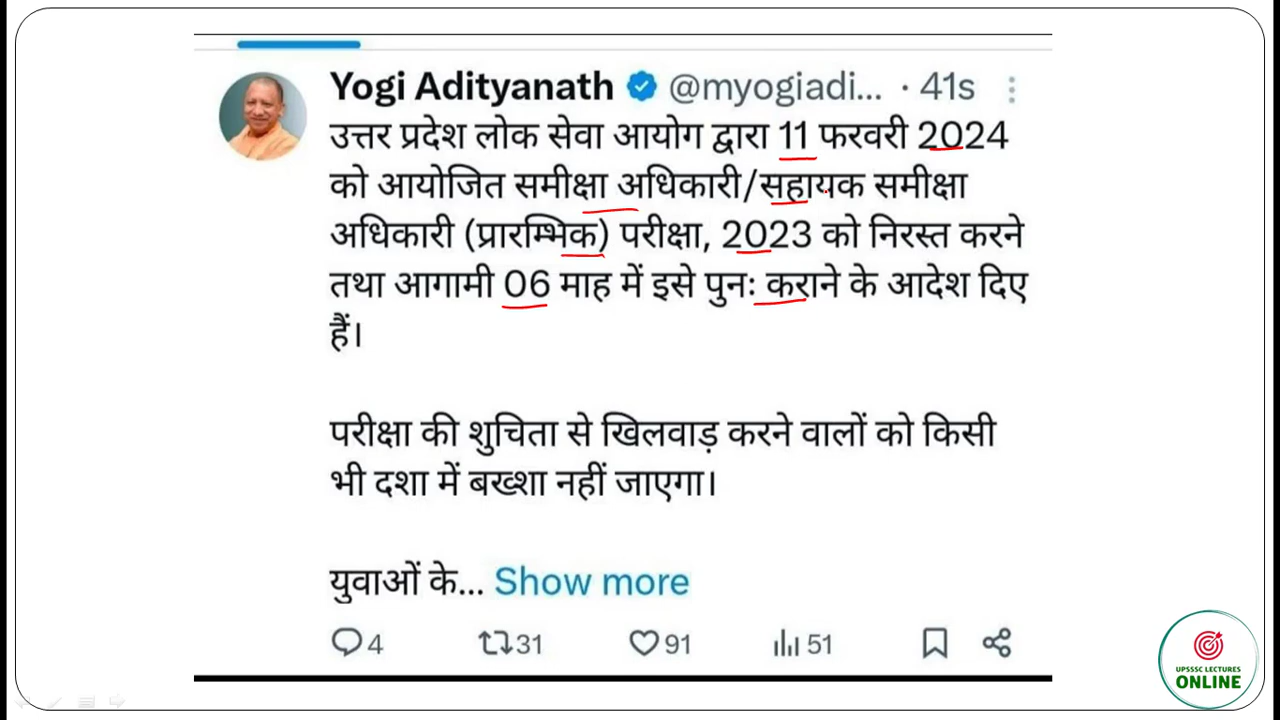 Yogi Adityanath @myogiadi... · 41s
उत्तर प्रदेश लोक सेवा आयोग द्वारा 11 फरवरी 2024
को आयोजित समीक्षा अधिकारी/सहायक समीक्षा
अधिकारी (प्रारम्भिक) परीक्षा, 2023 को निरस्त करने
तथा आगामी 06 माह में इसे पुनः कराने के आदेश दिए
हैं।
परीक्षा की शुचिता से खिलवाड़ करने वालों को किसी
भी दशा में बख्शा नहीं जाएगा।
युवाओं के... Show more
4 31 91 51
UPSSSC LECTURES
ONLINE